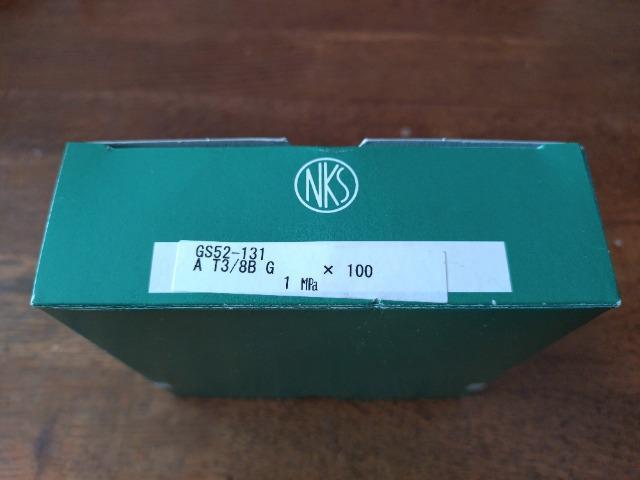 NKS
GS52-131
A T3/8B G × 100
1 MPa